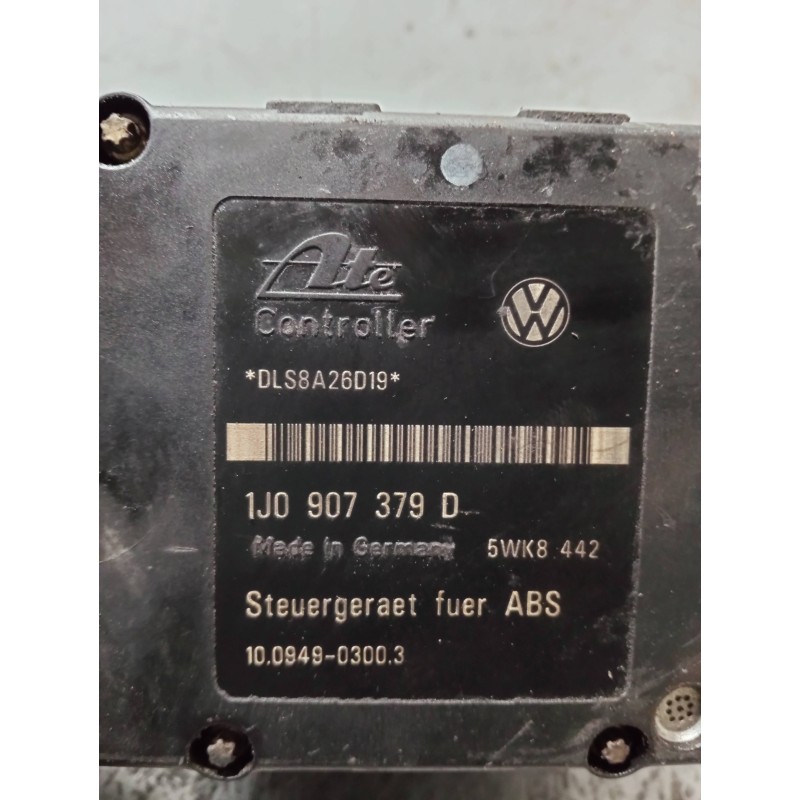 Ate
Controller
*DLS8A26D19*
1J0 907 379 D
Made in Germany 5WK8 442
Steuergeraet fuer ABS
10.0949-0300.3